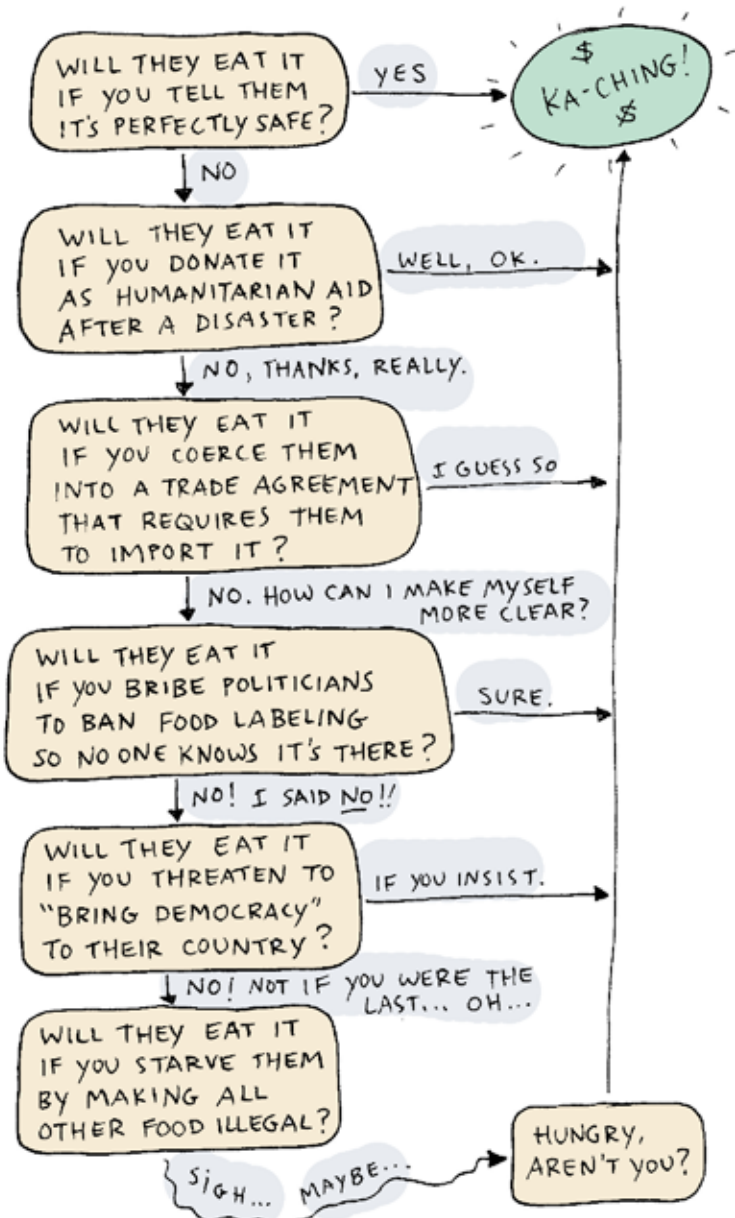 WILL THEY EAT IT
IF YOU TELL THEM
IT'S PERFECTLY SAFE?
YES
$
KA-CHING!
$
NO
WILL THEY EAT IT
IF YOU DONATE IT
AS HUMANITARIAN AID
AFTER A DISASTER?
WELL, OK.
NO, THANKS, REALLY.
WILL THEY EAT IT
IF YOU COERCE THEM
INTO A TRADE AGREEMENT
THAT REQUIRES THEM
TO IMPORT IT?
I GUESS SO
NO. HOW CAN I MAKE MYSELF
MORE CLEAR?
WILL THEY EAT IT
IF YOU BRIBE POLITICIANS
TO BAN FOOD LABELING
SO NO ONE KNOWS IT'S THERE?
SURE.
NO! I SAID NO!!
WILL THEY EAT IT
IF YOU THREATEN TO
"BRING DEMOCRACY"
TO THEIR COUNTRY?
IF YOU INSIST.
NO! NOT IF YOU WERE THE
LAST... OH...
WILL THEY EAT IT
IF YOU STARVE THEM
BY MAKING ALL
OTHER FOOD ILLEGAL?
SIGH... MAYBE...
HUNGRY,
AREN'T YOU?